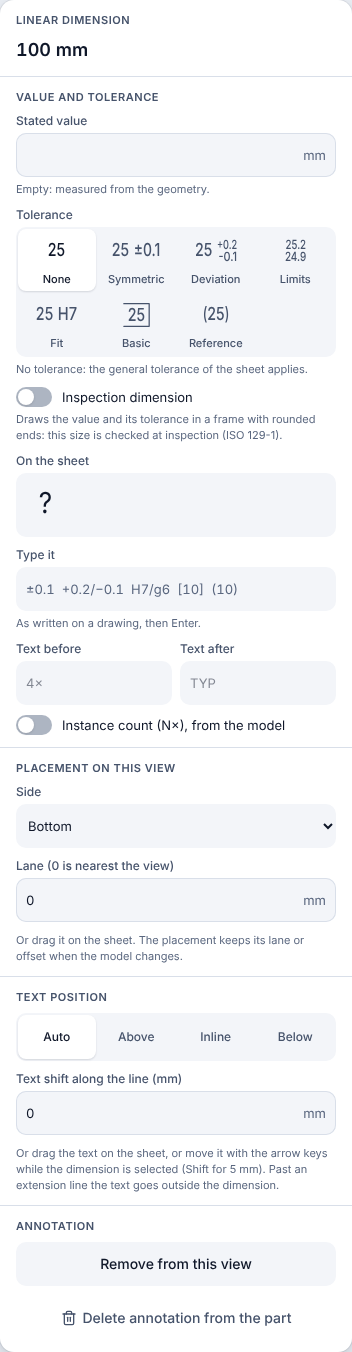 LINEAR DIMENSION
100 mm
VALUE AND TOLERANCE
Stated value
mm
Empty: measured from the geometry.
Tolerance
25 25 ±0.1 25 +0.2 -0.1 25.2 24.9
None Symmetric Deviation Limits
25 H7 25 (25)
Fit Basic Reference
No tolerance: the general tolerance of the sheet applies.
Inspection dimension
Draws the value and its tolerance in a frame with rounded
ends: this size is checked at inspection (ISO 129-1).
On the sheet
?
Type it
±0.1 +0.2/−0.1 H7/g6 [10] (10)
As written on a drawing, then Enter.
Text before Text after
4× TYP
Instance count (N×), from the model
PLACEMENT ON THIS VIEW
Side
Bottom
Lane (0 is nearest the view)
0 mm
Or drag it on the sheet. The placement keeps its lane or
offset when the model changes.
TEXT POSITION
Auto Above Inline Below
Text shift along the line (mm)
0 mm
Or drag the text on the sheet, or move it with the arrow keys
while the dimension is selected (Shift for 5 mm). Past an
extension line the text goes outside the dimension.
ANNOTATION
Remove from this view
Delete annotation from the part